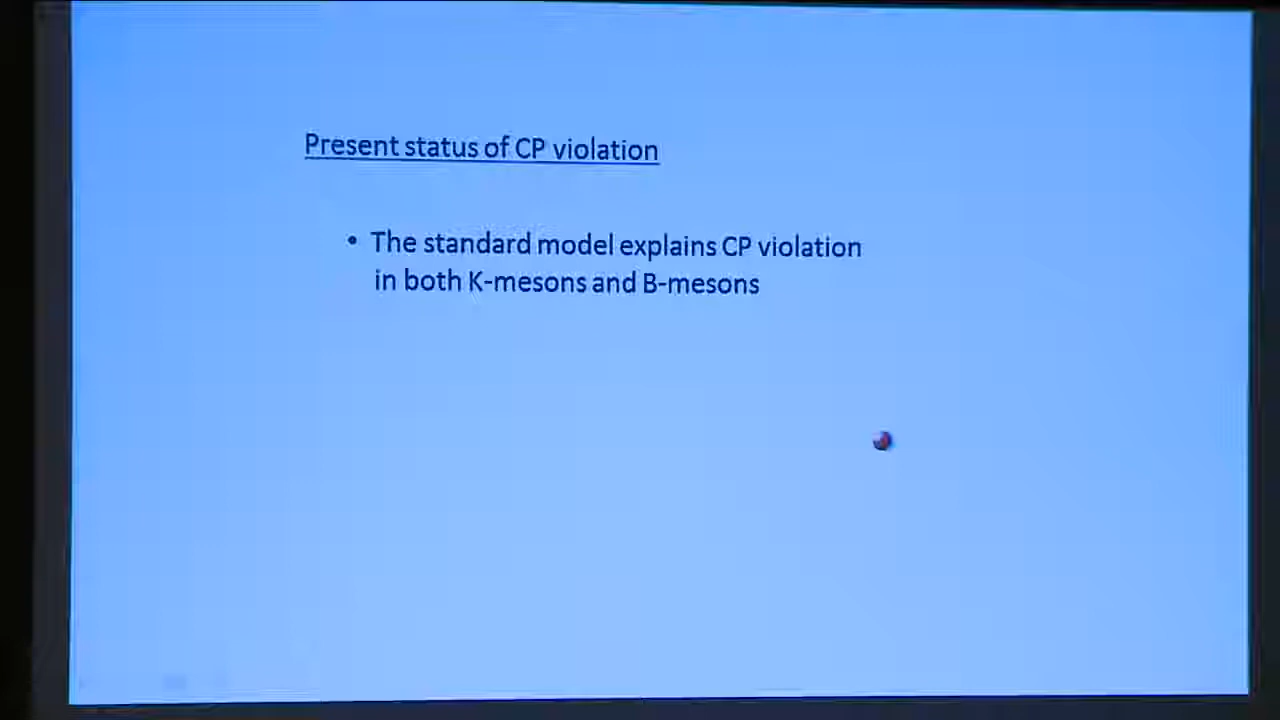 Present status of CP violation
• The standard model explains CP violation
in both K-mesons and B-mesons